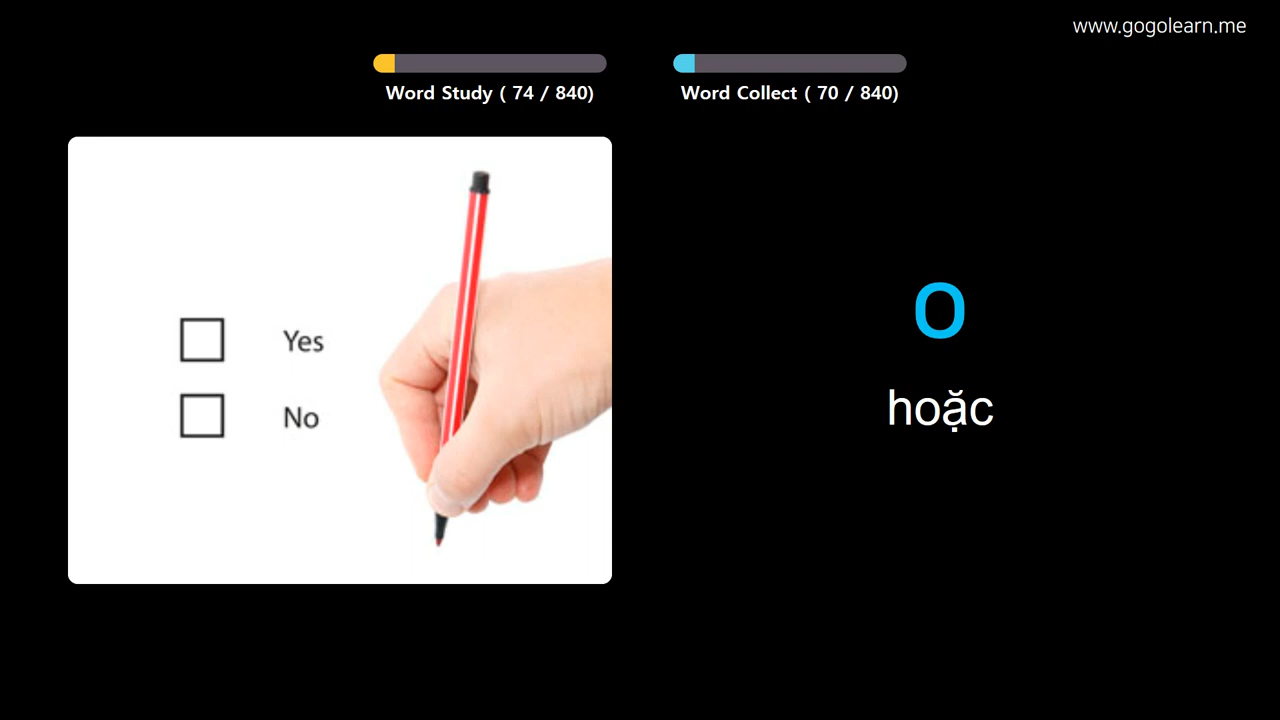 www.gogolearn.me
Word Study ( 74 / 840)
Word Collect ( 70 / 840)
Yes
No
o
hoặc